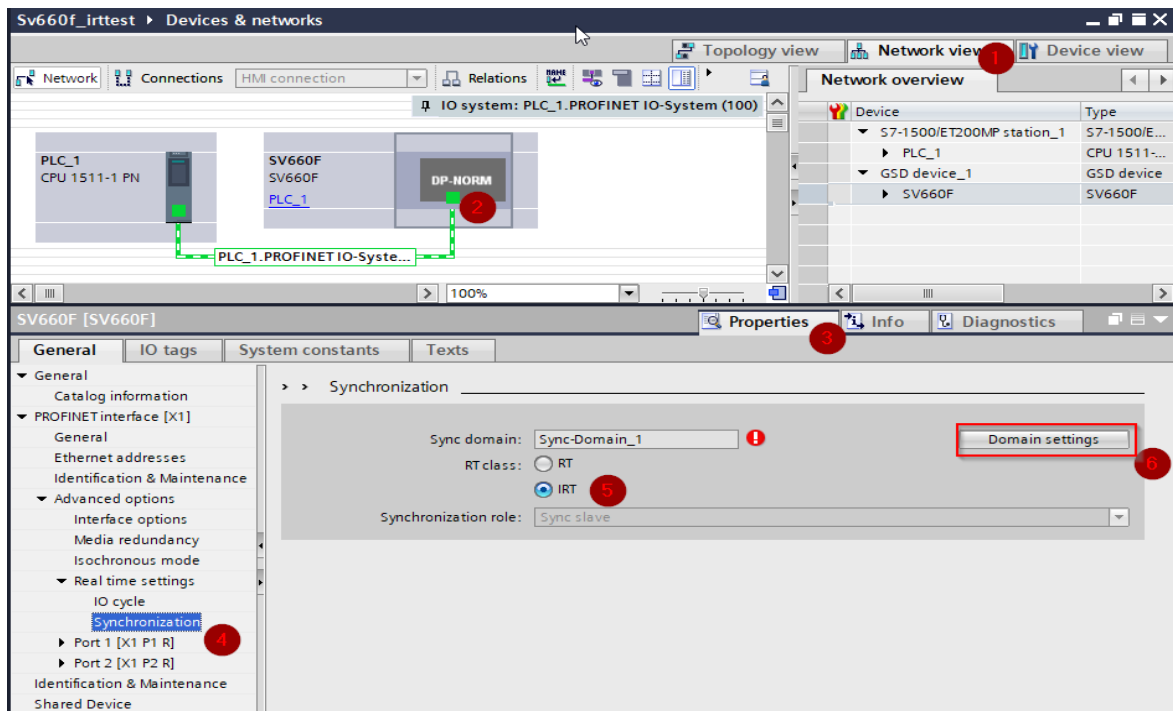 Sv660f_irttest ▸ Devices & networks
Topology view
Network view
Device view
1
Network
Connections
HMI connection
Relations
Network overview
IO system: PLC_1.PROFINET IO-System (100)
Device
Type
S7-1500/ET200MP station_1
S7-1500/E...
PLC_1
CPU 1511-...
GSD device_1
GSD device
SV660F
SV660F
PLC_1
CPU 1511-1 PN
SV660F
SV660F
PLC_1
DP-NORM
2
PLC_1.PROFINET IO-Syste...
100%
SV660F [SV660F]
Properties
3
Info
Diagnostics
General
IO tags
System constants
Texts
General
Catalog information
PROFINET interface [X1]
General
Ethernet addresses
Identification & Maintenance
Advanced options
Interface options
Media redundancy
Isochronous mode
Real time settings
IO cycle
Synchronization
4
Port 1 [X1 P1 R]
Port 2 [X1 P2 R]
Identification & Maintenance
Shared Device
> > Synchronization
Sync domain: Sync-Domain_1
Domain settings
6
RT class: RT
IRT
5
Synchronization role: Sync slave